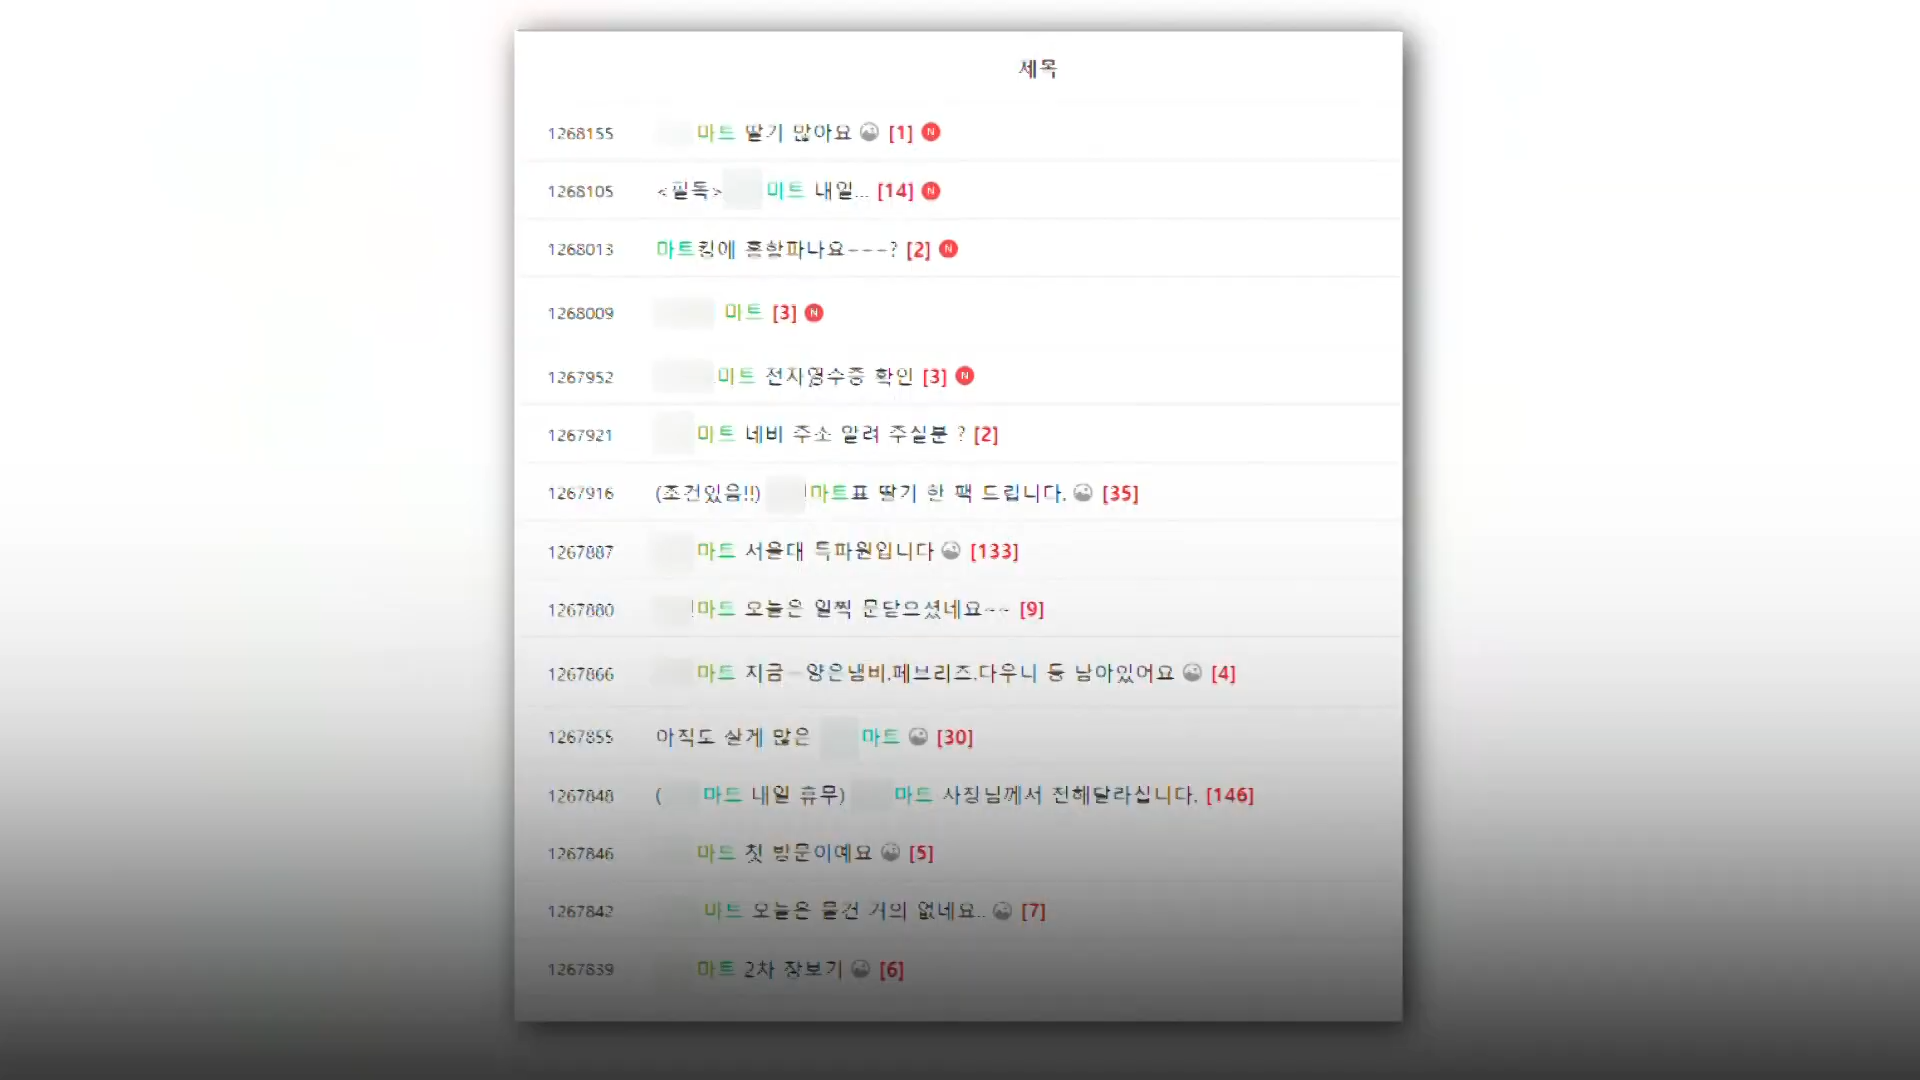 제목
1268155 마트 딸기 많아요 [1] N
1268105 <필독> 마트 내일... [14] N
1268013 마트킹에 홈할파나요~~~? [2] N
1268009 마트 [3] N
1267952 마트 전자영수증 확인 [3] N
1267921 마트 네비 주소 알려 주실분 ? [2]
1267916 (조건있음!!) 마트표 딸기 한 팩 드립니다. [35]
1267887 마트 서울대 특파원입니다 [133]
1267880 마트 오늘은 일찍 문닫으셨네요~~ [9]
1267866 마트 지금~양은냄비.페브리즈.다우니 등 남아있어요 [4]
1267855 아직도 살게 많은 마트 [30]
1267848 ( 마트 내일 휴무) 마트 사장님께서 전해달라십니다. [146]
1267846 마트 첫 방문이예요 [5]
1267842 마트 오늘은 물건 거의 없네요.. [7]
1267839 마트 2차 장보기 [6]